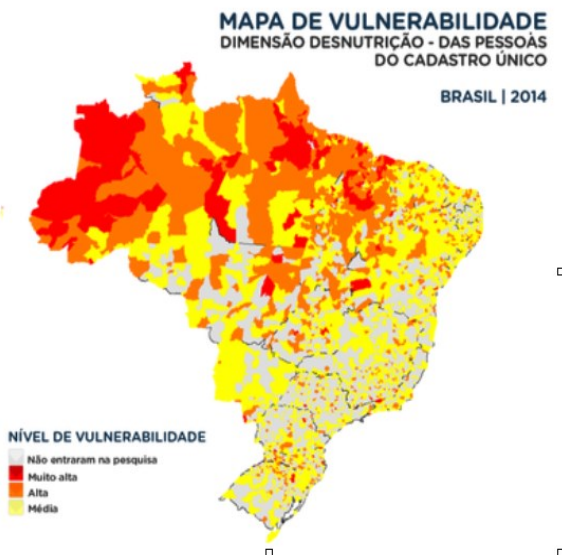 MAPA DE VULNERABILIDADE
DIMENSÃO DESNUTRIÇÃO - DAS PESSOAS
DO CADASTRO ÚNICO
BRASIL | 2014
NÍVEL DE VULNERABILIDADE
Não entraram na pesquisa
Muito alta
Alta
Média